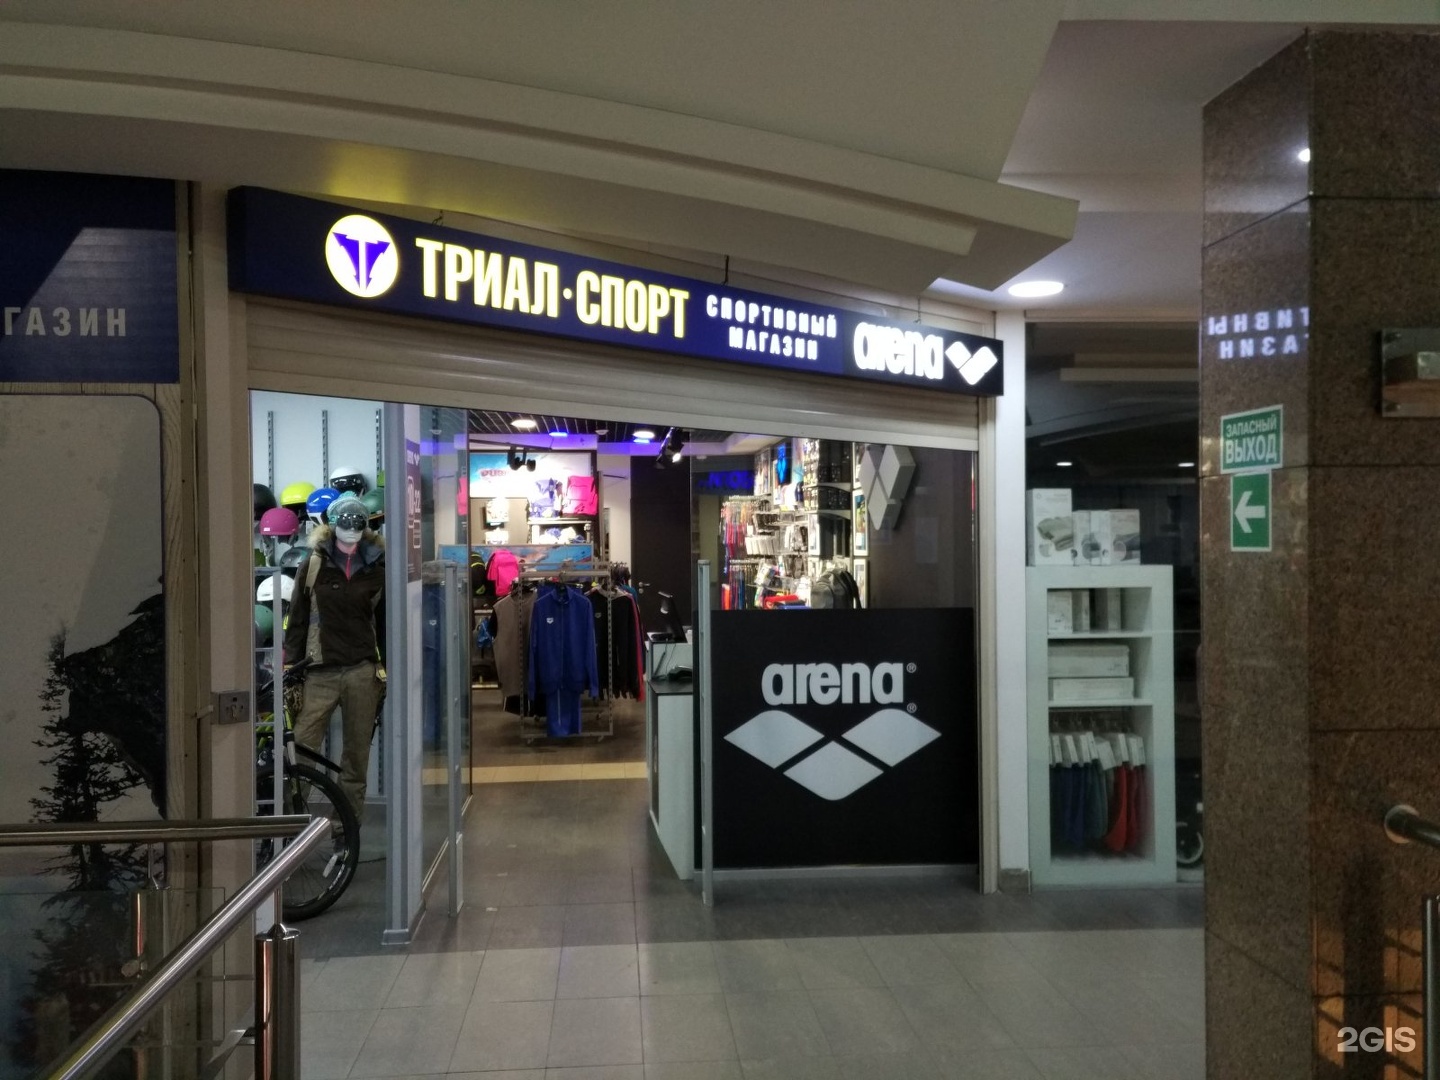 ТРИАЛ·СПОРТ
СПОРТИВНЫЙ
МАГАЗИН
arena
ГАЗИН
arena®
ЗАПАСНЫЙ
ВЫХОД
2GIS